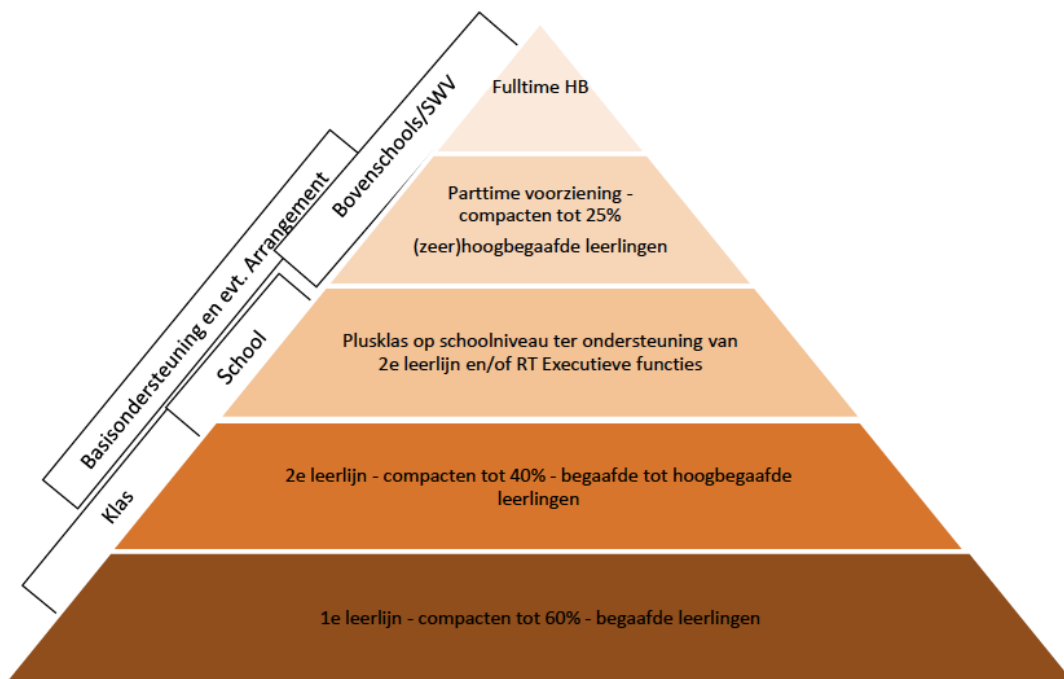 Fulltime HB
Parttime voorziening -
compacten tot 25%
(zeer)hoogbegaafde leerlingen
Plusklas op schoolniveau ter ondersteuning van
2e leerlijn en/of RT Executieve functies
2e leerlijn - compacten tot 40% - begaafde tot hoogbegaafde
leerlingen
1e leerlijn - compacten tot 60% - begaafde leerlingen
Bovenschools/SWV
Basisondersteuning en evt. Arrangement
School
Klas